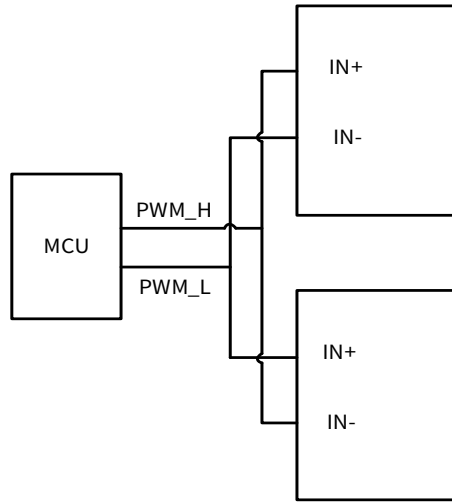 IN+
IN-
PWM_H
MCU
PWM_L
IN+
IN-